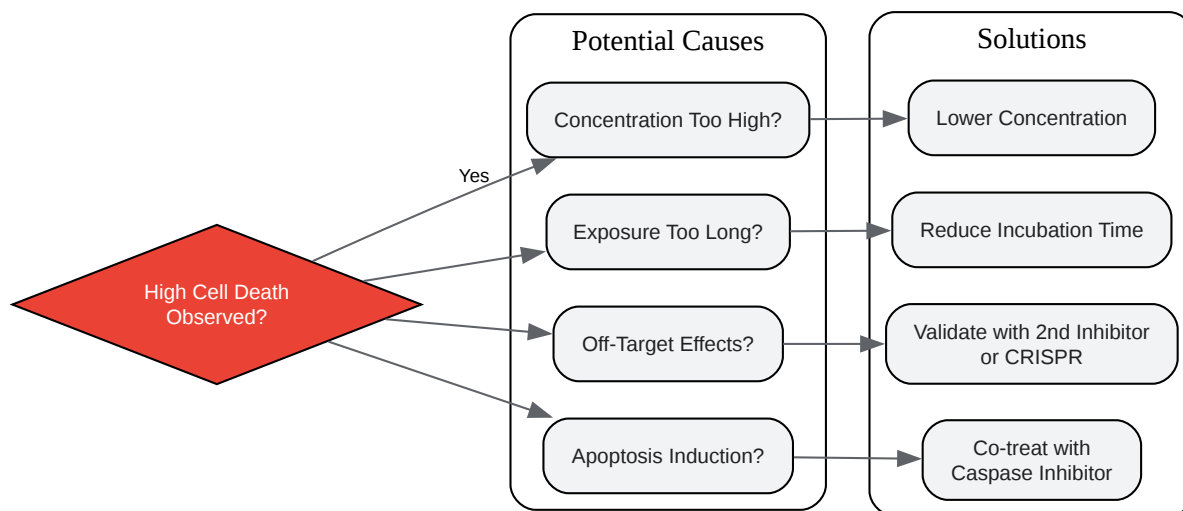 Potential Causes
Solutions
Concentration Too High?
Lower Concentration
Yes
Exposure Too Long?
Reduce Incubation Time
High Cell Death
Observed?
Off-Target Effects?
Validate with 2nd Inhibitor
or CRISPR
Apoptosis Induction?
Co-treat with
Caspase Inhibitor